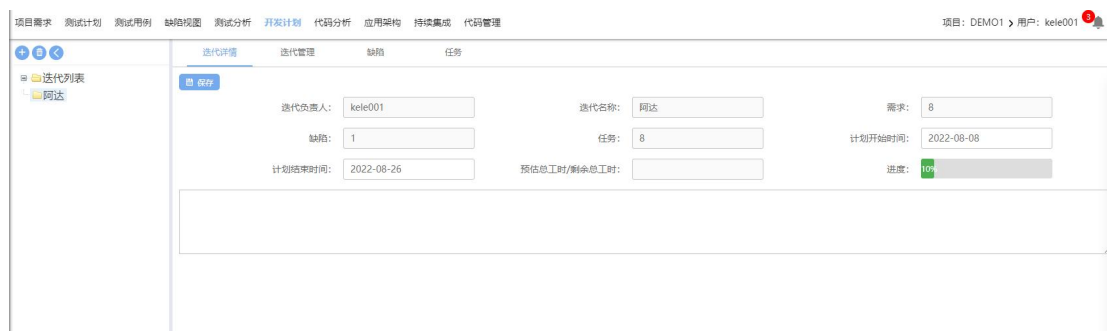 项目需求 测试计划 测试用例 缺陷视图 测试分析 开发计划 代码分析 应用架构 持续集成 代码管理 项目：DEMO1 > 用户：kele001 3
迭代详情 迭代管理 缺陷 任务
迭代列表
阿达
保存
迭代负责人： kele001 迭代名称： 阿达 需求： 8
缺陷： 1 任务： 8 计划开始时间： 2022-08-08
计划结束时间： 2022-08-26 预估总工时/剩余总工时： 进度： 10%